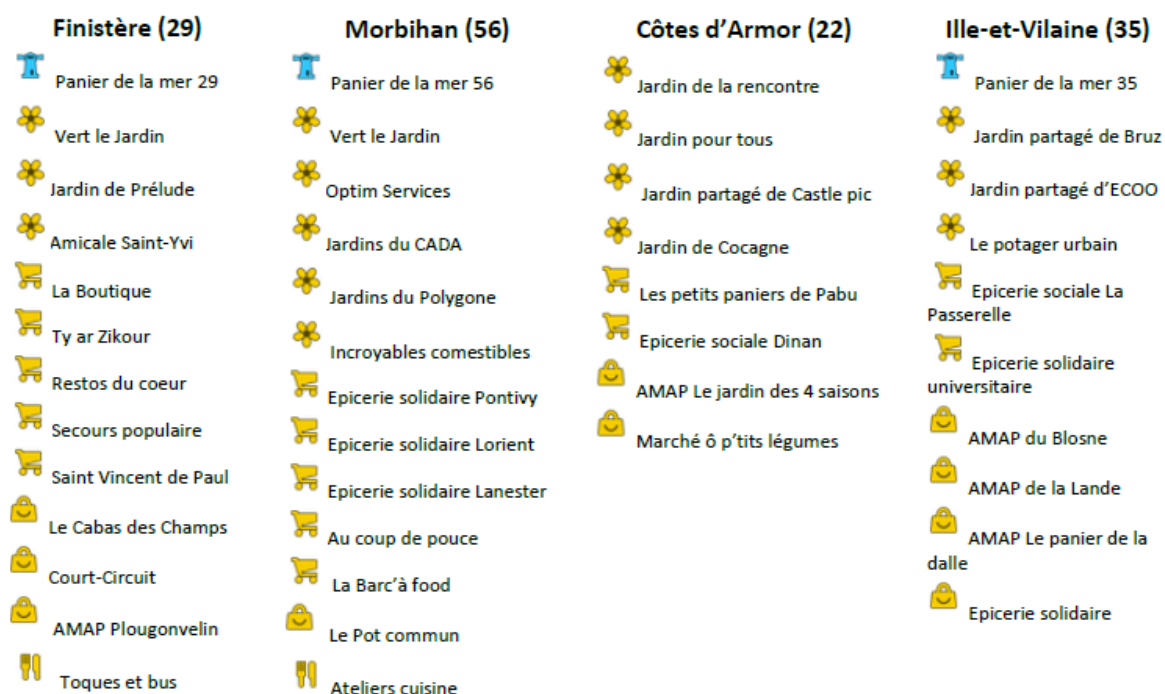 Finistère (29)
Panier de la mer 29
Vert le Jardin
Jardin de Prélude
Amicale Saint-Yvi
La Boutique
Ty ar Zikour
Restos du coeur
Secours populaire
Saint Vincent de Paul
Le Cabas des Champs
Court-Circuit
AMAP Plougonvelin
Toques et bus
Morbihan (56)
Panier de la mer 56
Vert le Jardin
Optim Services
Jardins du CADA
Jardins du Polygone
Incroyables comestibles
Epicerie solidaire Pontivy
Epicerie solidaire Lorient
Epicerie solidaire Lanester
Au coup de pouce
La Barc'à food
Le Pot commun
Ateliers cuisine
Côtes d'Armor (22)
Jardin de la rencontre
Jardin pour tous
Jardin partagé de Castle pic
Jardin de Cocagne
Les petits paniers de Pabu
Epicerie sociale Dinan
AMAP Le jardin des 4 saisons
Marché ô p'tits légumes
Ille-et-Vilaine (35)
Panier de la mer 35
Jardin partagé de Bruz
Jardin partagé d'ECOO
Le potager urbain
Epicerie sociale La
Passerelle
Epicerie solidaire
universitaire
AMAP du Blosne
AMAP de la Lande
AMAP Le panier de la
dalle
Epicerie solidaire